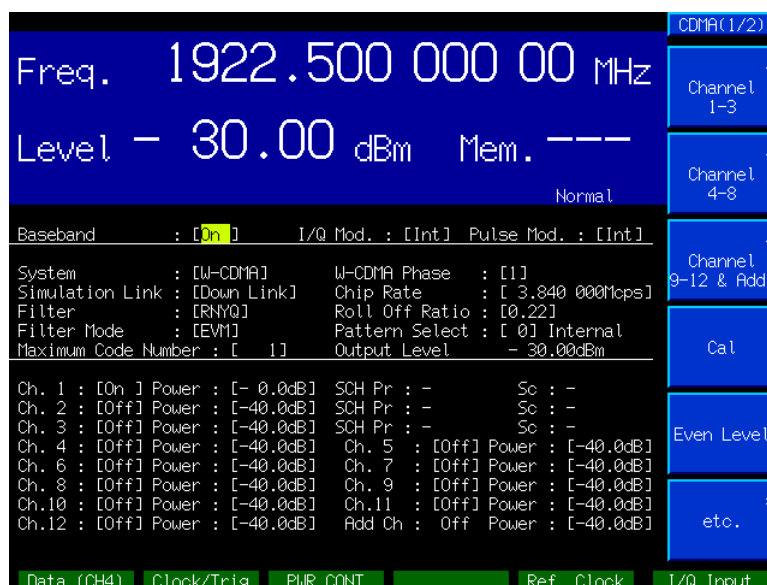 CDMA(1/2)
Freq. 1922.500 000 00 MHz
Level - 30.00 dBm Mem. ---
Normal
Channel
1-3
Channel
4-8
Channel
9-12 & Add
Cal
Even Level
etc.
Baseband : [On ] I/Q Mod. : [Int] Pulse Mod. : [Int]
System : [W-CDMA] W-CDMA Phase : [1]
Simulation Link : [Down Link] Chip Rate : [ 3.840 000Mcps]
Filter : [RNYQ] Roll Off Ratio : [0.22]
Filter Mode : [EVM] Pattern Select : [ 0] Internal
Maximum Code Number : [ 1] Output Level - 30.00dBm
Ch. 1 : [On ] Power : [- 0.0dB] SCH Pr : - Sc : -
Ch. 2 : [Off] Power : [-40.0dB] SCH Pr : - Sc : -
Ch. 3 : [Off] Power : [-40.0dB] SCH Pr : - Sc : -
Ch. 4 : [Off] Power : [-40.0dB] Ch. 5 : [Off] Power : [-40.0dB]
Ch. 6 : [Off] Power : [-40.0dB] Ch. 7 : [Off] Power : [-40.0dB]
Ch. 8 : [Off] Power : [-40.0dB] Ch. 9 : [Off] Power : [-40.0dB]
Ch.10 : [Off] Power : [-40.0dB] Ch.11 : [Off] Power : [-40.0dB]
Ch.12 : [Off] Power : [-40.0dB] Add Ch : Off Power : [-40.0dB]
Data (CH4) Clock/Trig PWR CONT Ref. Clock I/Q Input